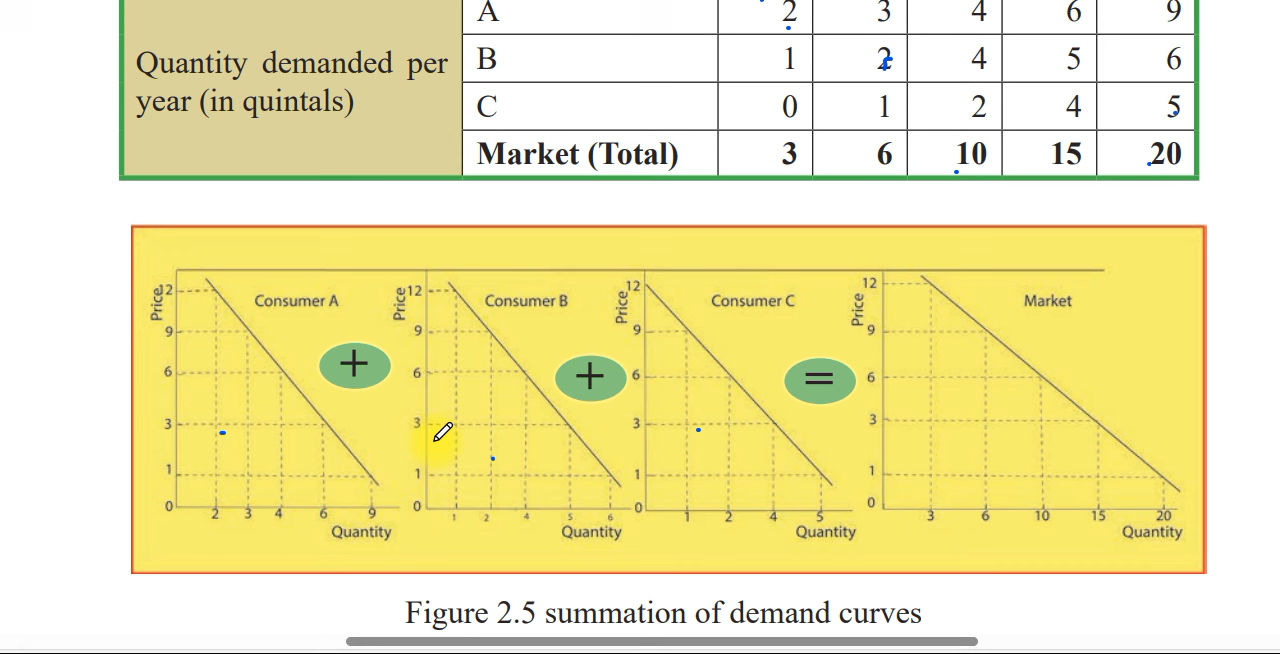 A 2 3 4 6 9
Quantity demanded per
year (in quintals)
B 1 2 4 5 6
C 0 1 2 4 5
Market (Total) 3 6 10 15 20
Price
12
9
6
3
1
0
2 3 4 6 9
Quantity
Consumer A
+
Price
12
9
6
3
1
0
1 2 4 5 6
Quantity
Consumer B
+
Price
12
9
6
3
1
0
1 2 4 5
Quantity
Consumer C
=
Price
12
9
6
3
1
0
3 6 10 15 20
Quantity
Market
Figure 2.5 summation of demand curves